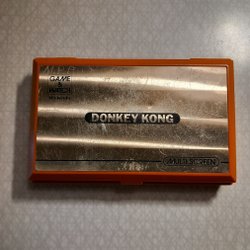 GAME &
WATCH
DONKEY KONG
MULTI SCREEN